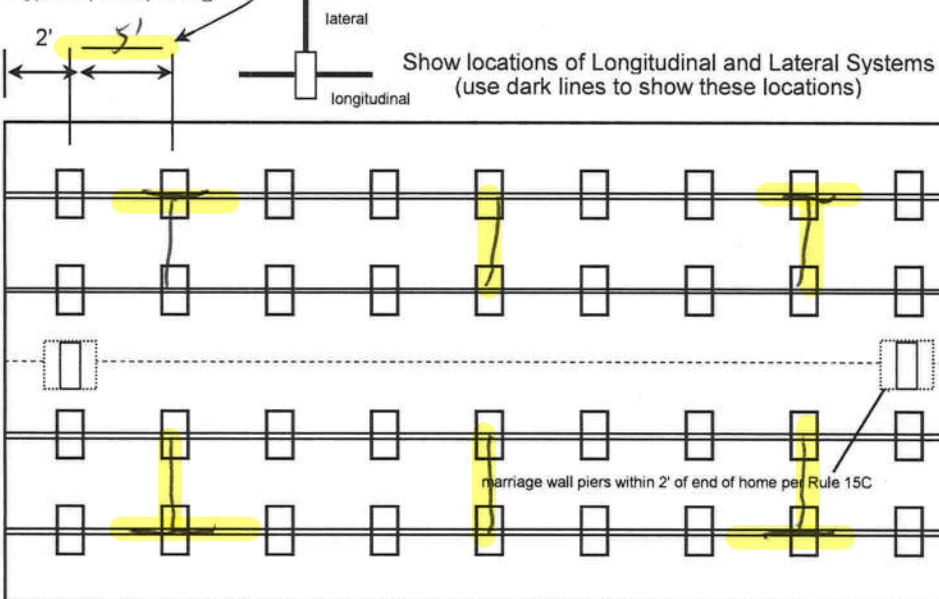 lateral
2'
5'
longitudinal
Show locations of Longitudinal and Lateral Systems
(use dark lines to show these locations)
marriage wall piers within 2' of end of home per Rule 15C